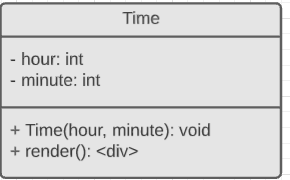 Time
- hour: int
- minute: int
+ Time(hour, minute): void
+ render(): <div>